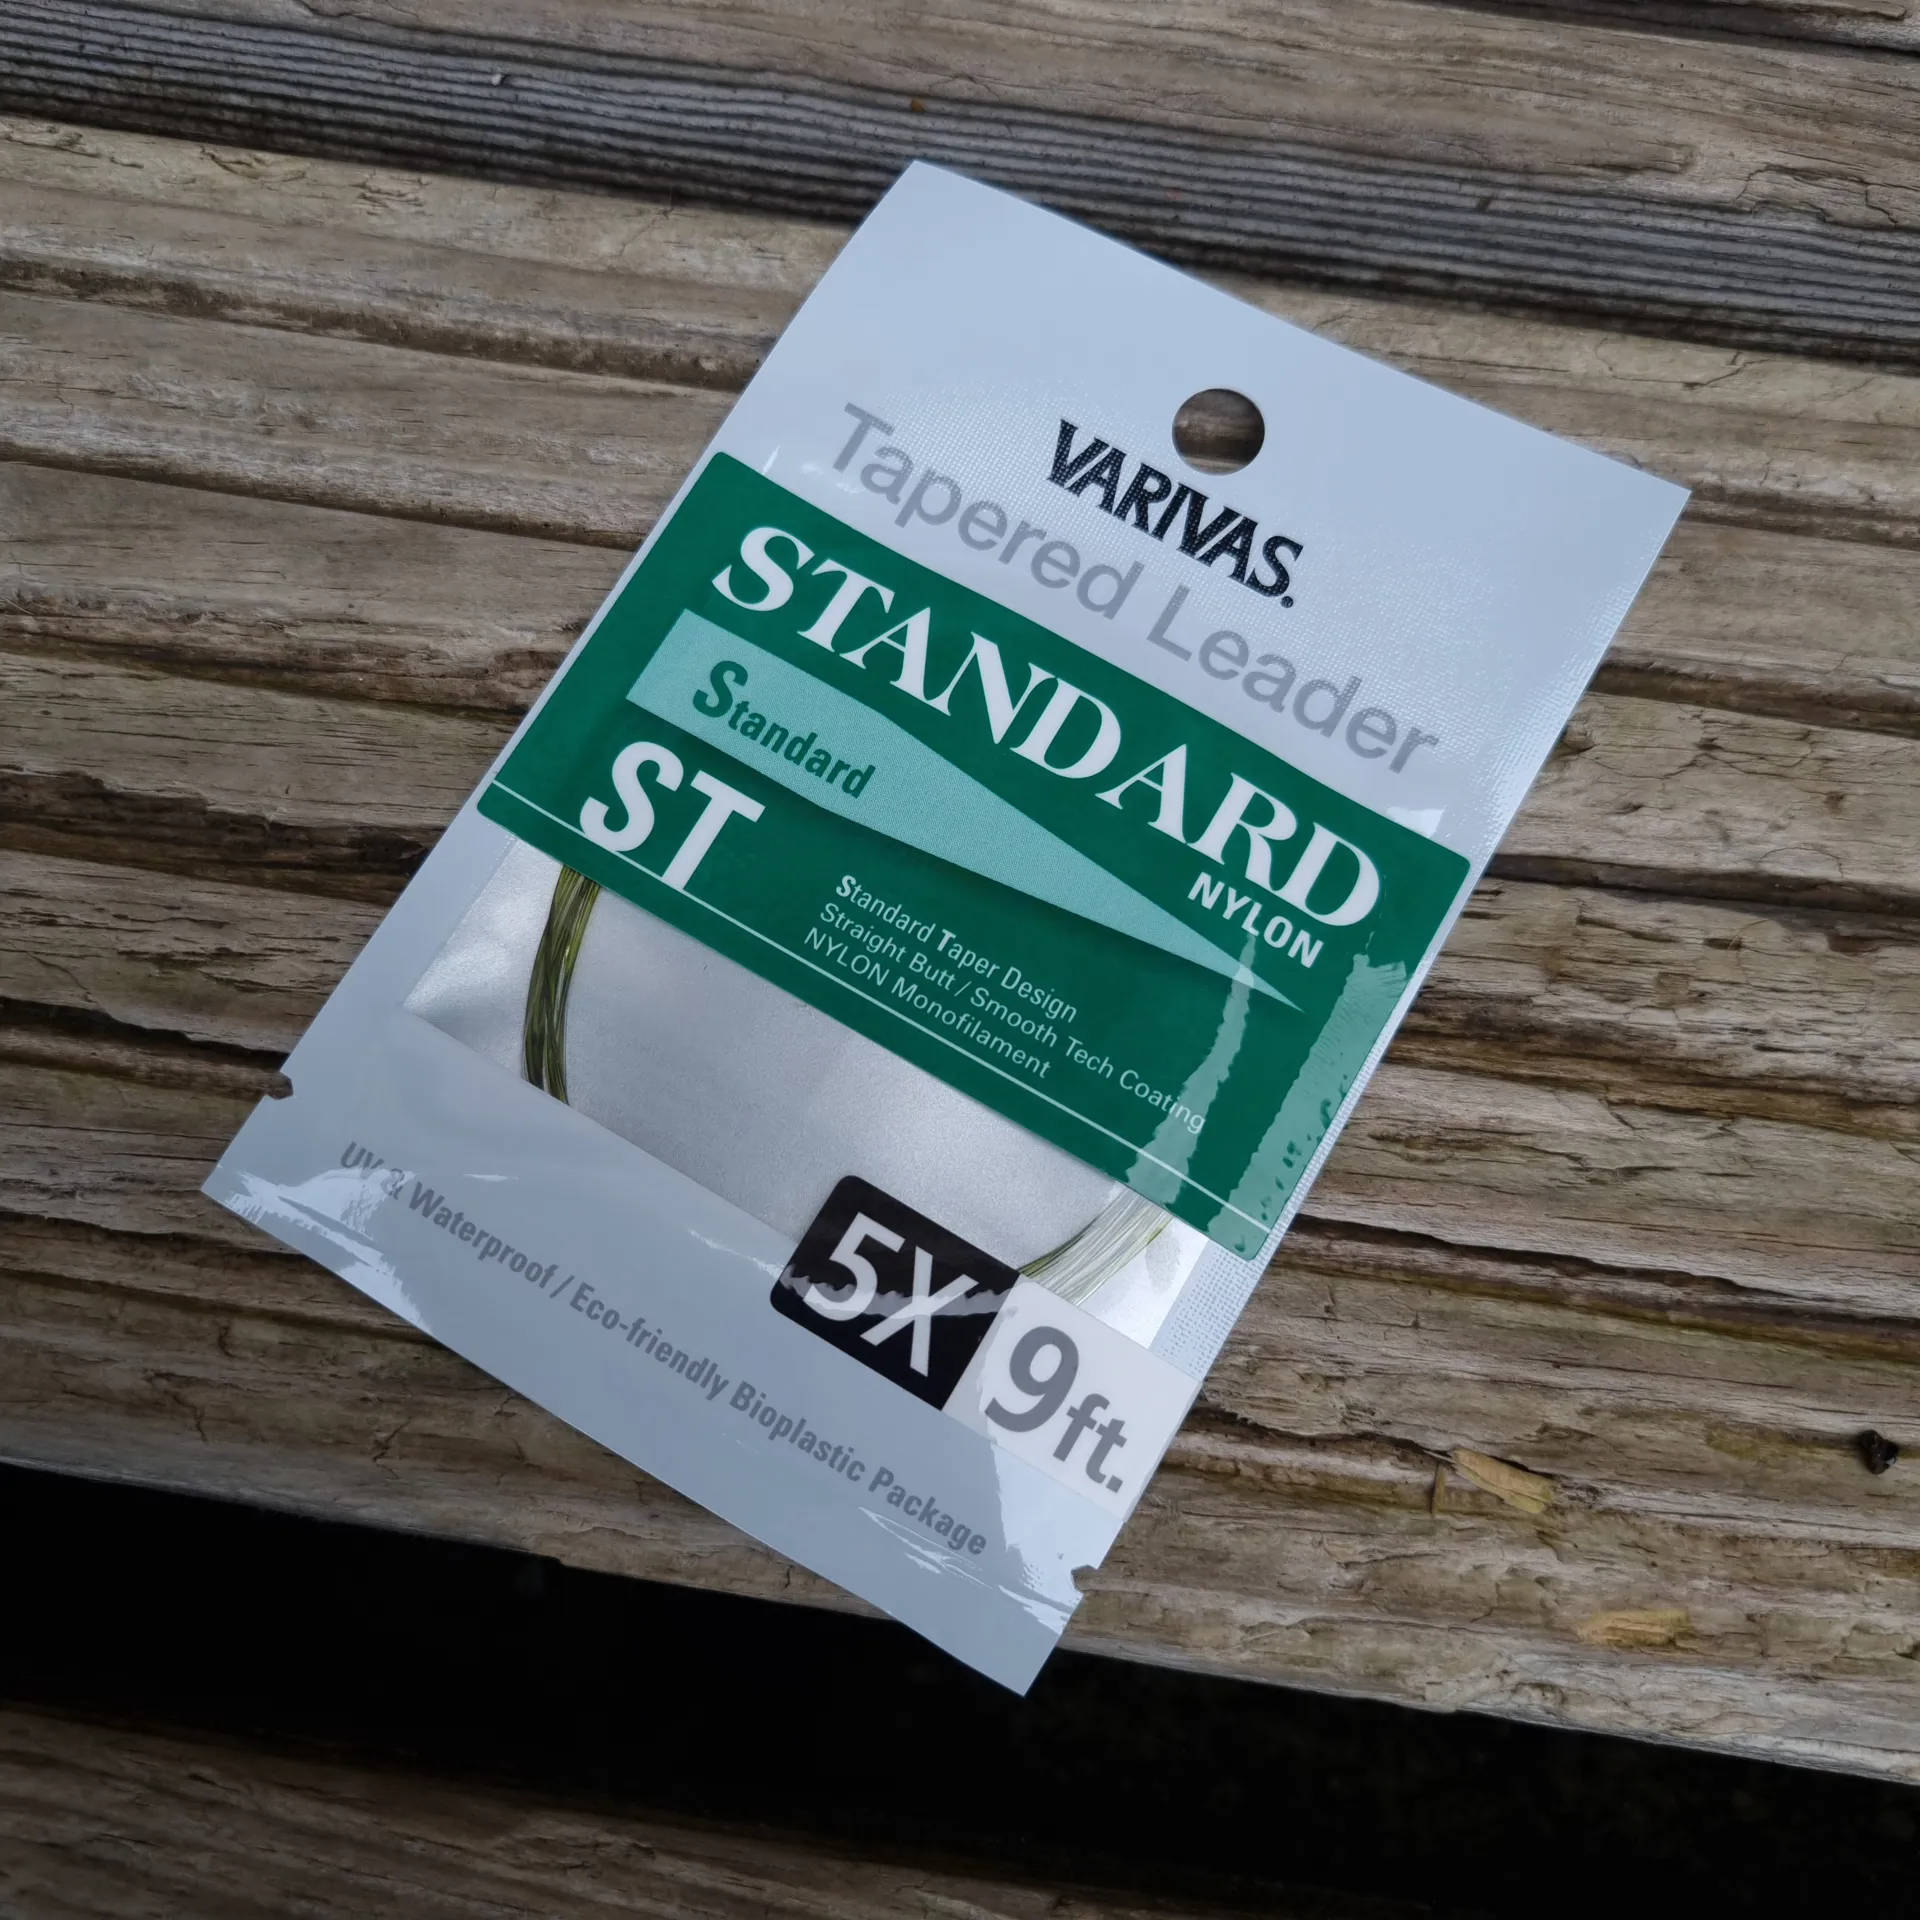 VARIVAS.
Tapered Leader
STANDARD
NYLON
Standard
ST
Standard Taper Design
Straight Butt / Smooth Tech Coating
NYLON Monofilament
5X
9ft.
UV & Waterproof / Eco-friendly Bioplastic Package